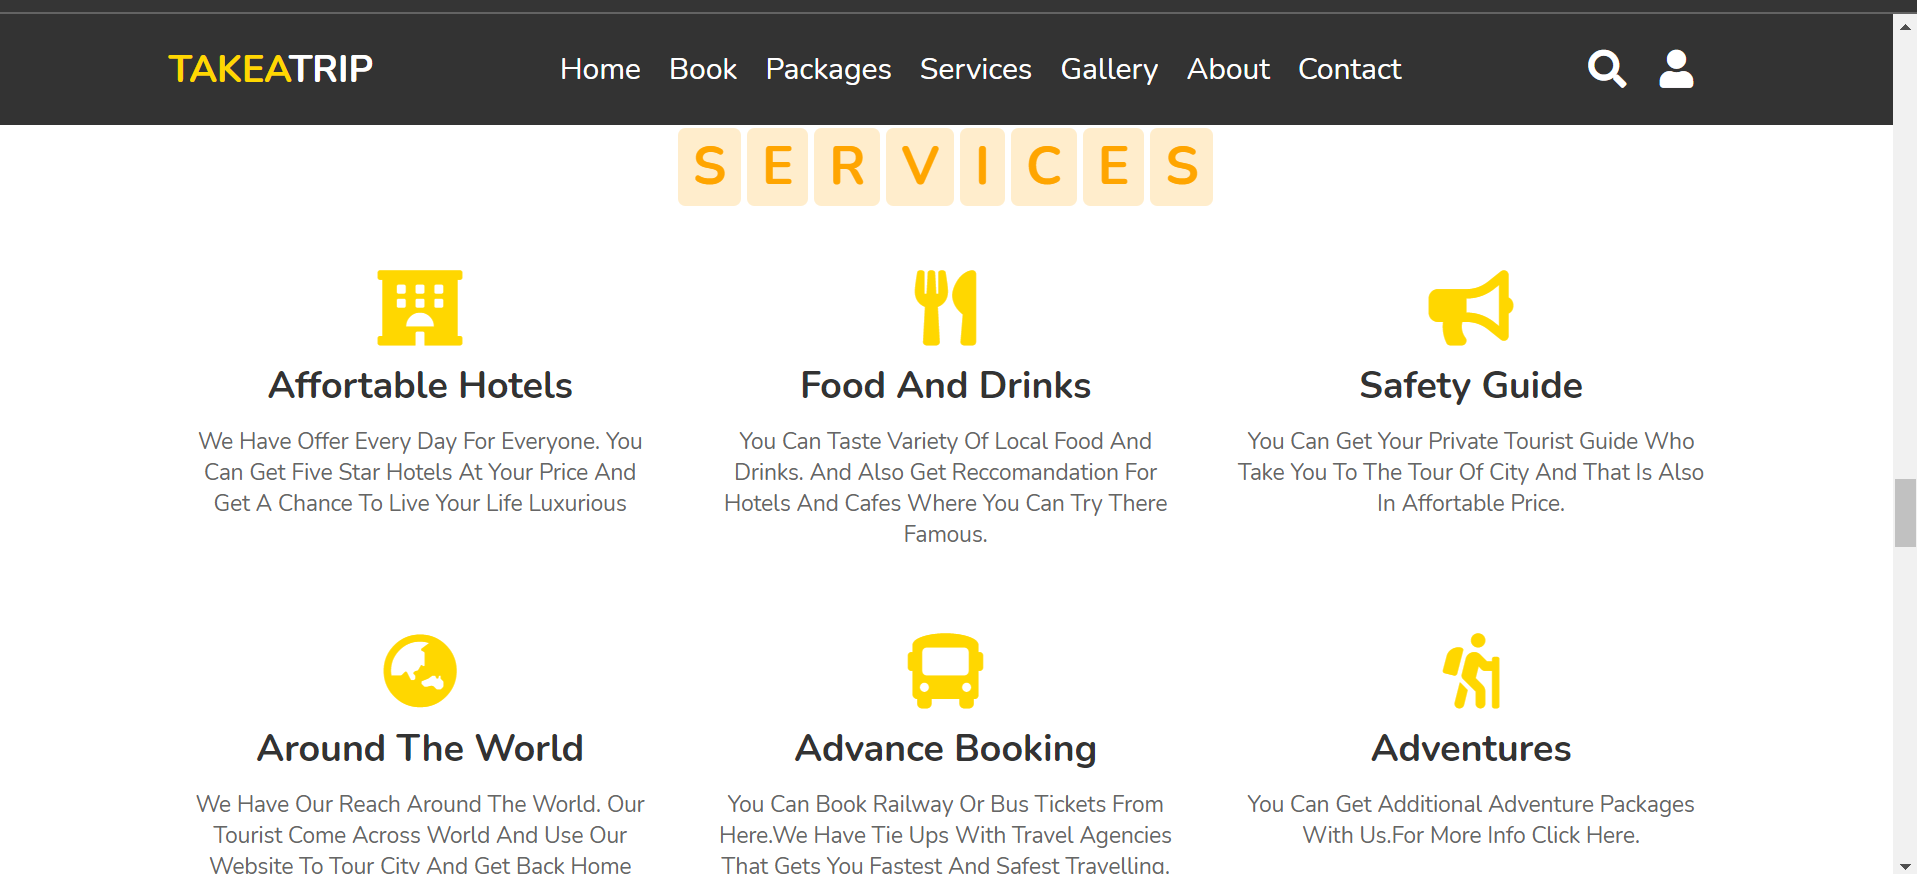 TAKEATRIP
Home Book Packages Services Gallery About Contact
SERVICES
Affortable Hotels
We Have Offer Every Day For Everyone. You
Can Get Five Star Hotels At Your Price And
Get A Chance To Live Your Life Luxurious
Food And Drinks
You Can Taste Variety Of Local Food And
Drinks. And Also Get Reccomandation For
Hotels And Cafes Where You Can Try There
Famous.
Safety Guide
You Can Get Your Private Tourist Guide Who
Take You To The Tour Of City And That Is Also
In Affortable Price.
Around The World
We Have Our Reach Around The World. Our
Tourist Come Across World And Use Our
Website To Tour City And Get Back Home
Advance Booking
You Can Book Railway Or Bus Tickets From
Here.We Have Tie Ups With Travel Agencies
That Gets You Fastest And Safest Travelling.
Adventures
You Can Get Additional Adventure Packages
With Us.For More Info Click Here.